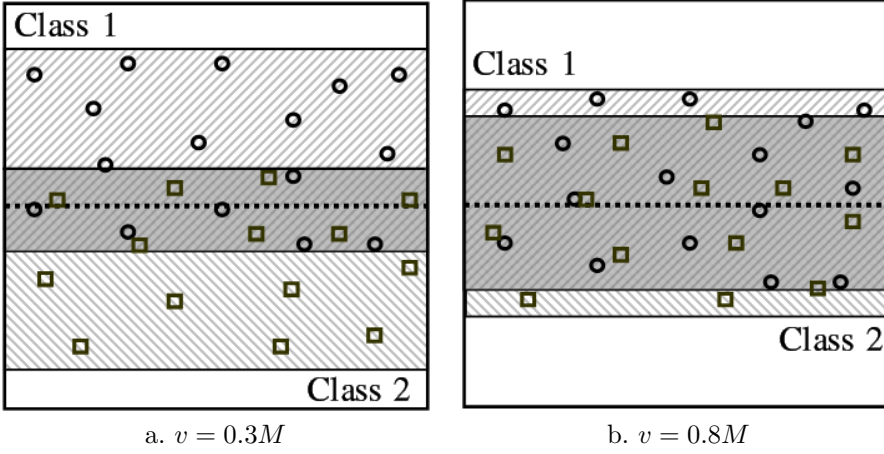 Class 1
Class 2
Class 1
Class 2
a. v = 0.3M
b. v = 0.8M